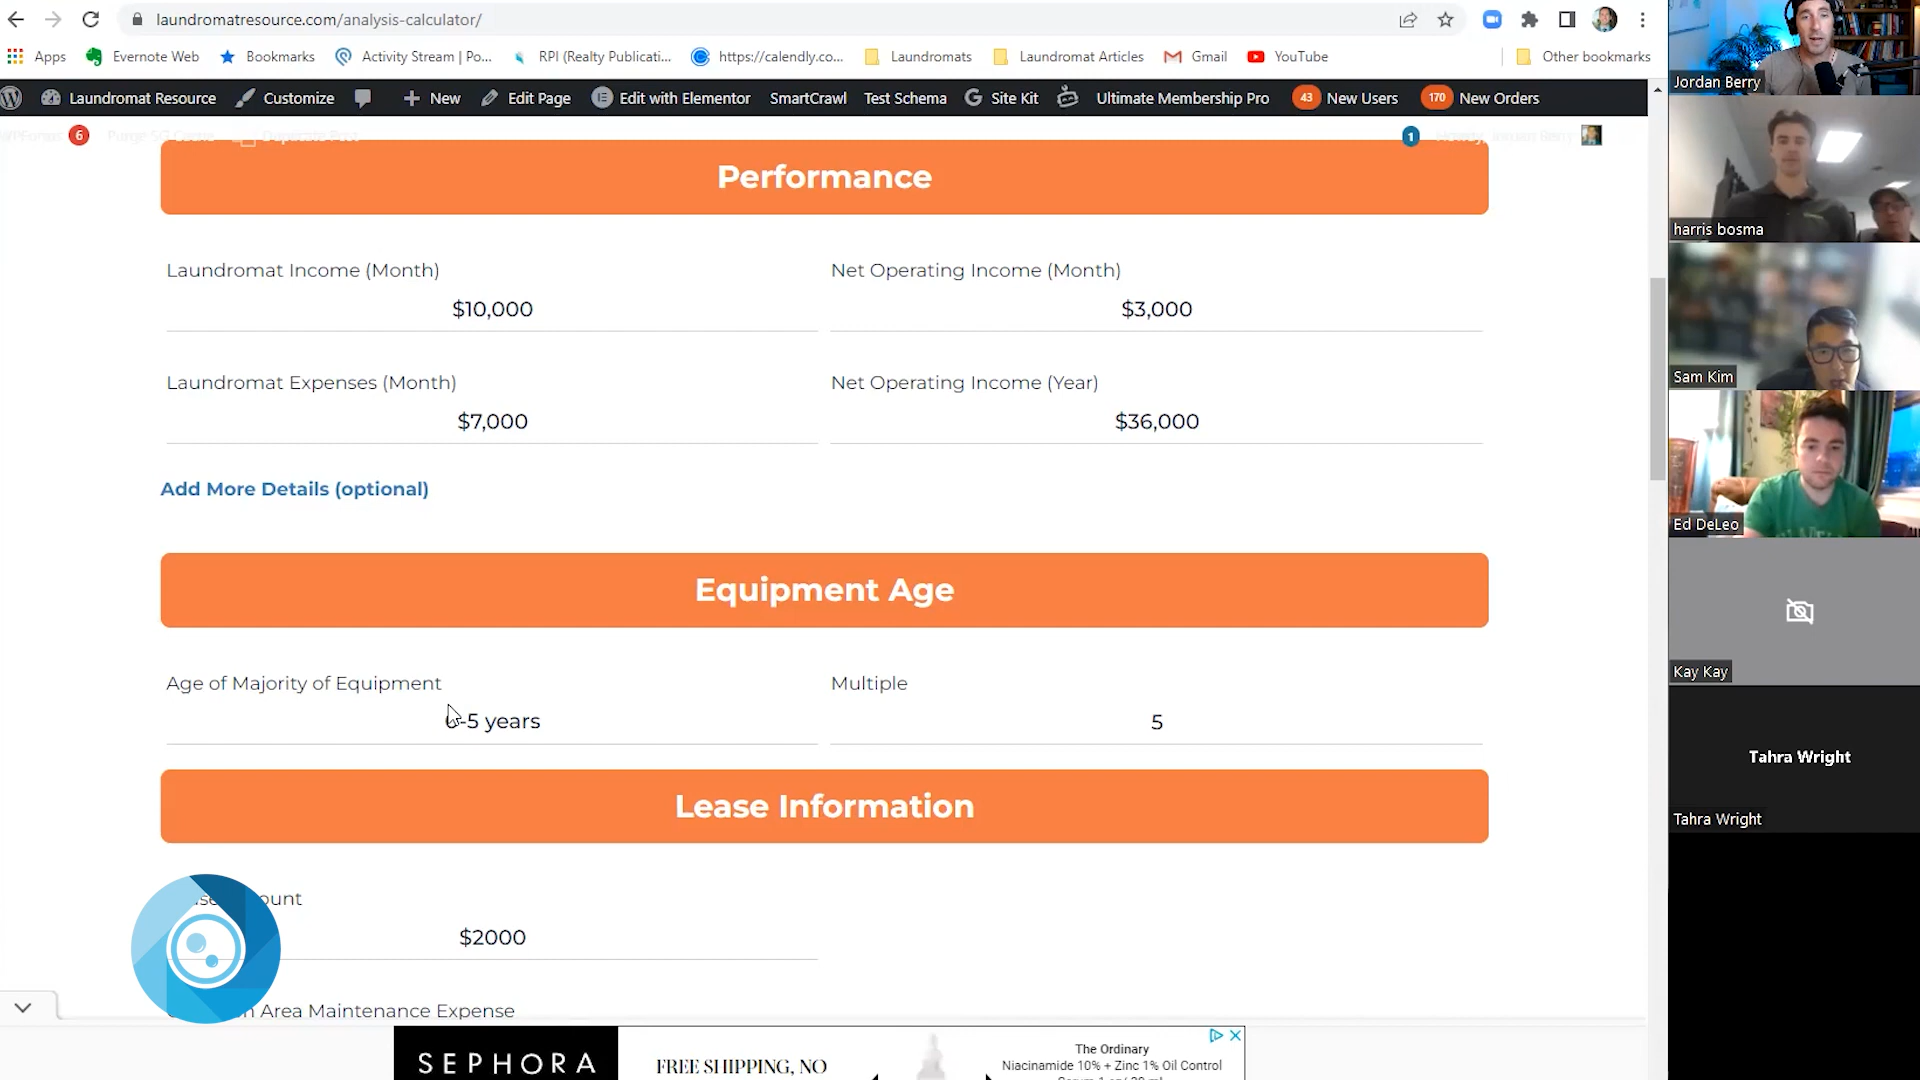 laundromatresource.com/analysis-calculator/
Apps
Evernote Web
Bookmarks
Activity Stream | Po...
RPI (Realty Publicati...
https://calendly.co...
Laundromats
Laundromat Articles
Gmail
YouTube
Other bookmarks
Laundromat Resource
Customize
New
Edit Page
Edit with Elementor
SmartCrawl
Test Schema
Site Kit
Ultimate Membership Pro
43 New Users
170 New Orders
6
Duplicate Post
1
Performance
Laundromat Income (Month)
$10,000
Net Operating Income (Month)
$3,000
Laundromat Expenses (Month)
$7,000
Net Operating Income (Year)
$36,000
Add More Details (optional)
Equipment Age
Age of Majority of Equipment
-5 years
Multiple
5
Lease Information
$2000
Area Maintenance Expense
SEPHORA
FREE SHIPPING, NO
The Ordinary
Niacinamide 10% + Zinc 1% Oil Control
Jordan Berry
harris bosma
Sam Kim
Ed DeLeo
Kay Kay
Tahra Wright
Tahra Wright